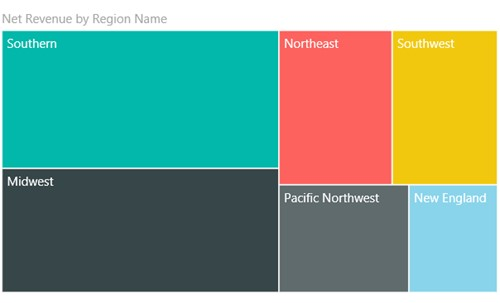 Net Revenue by Region Name
Southern
Northeast
Southwest
Midwest
Pacific Northwest
New England